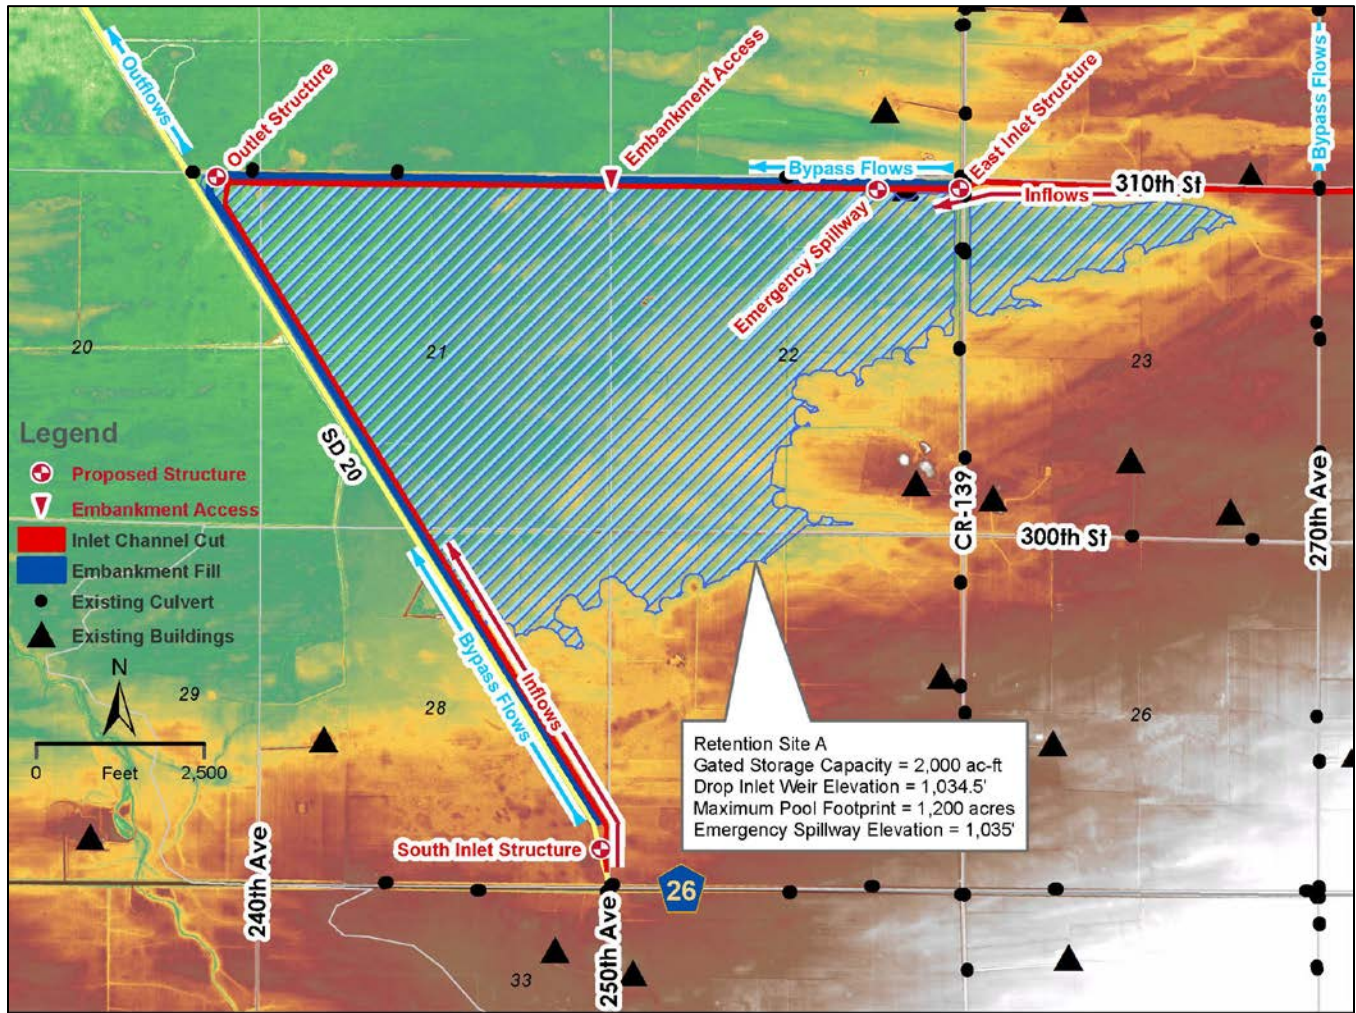 Outflows
Outlet Structure
Embankment Access
East Inlet Structure
Bypass Flows
Bypass Flows
310th St
Inflows
Emergency Spillway
20
21
22
23
SD 20
Legend
Proposed Structure
Embankment Access
Inlet Channel Cut
Embankment Fill
Existing Culvert
Existing Buildings
CR-139
300th St
270th Ave
N
0 Feet 2,500
29
28
26
Bypass Flows
Inflows
Retention Site A
Gated Storage Capacity = 2,000 ac-ft
Drop Inlet Weir Elevation = 1,034.5'
Maximum Pool Footprint = 1,200 acres
Emergency Spillway Elevation = 1,035'
South Inlet Structure
240th Ave
250th Ave
26
33